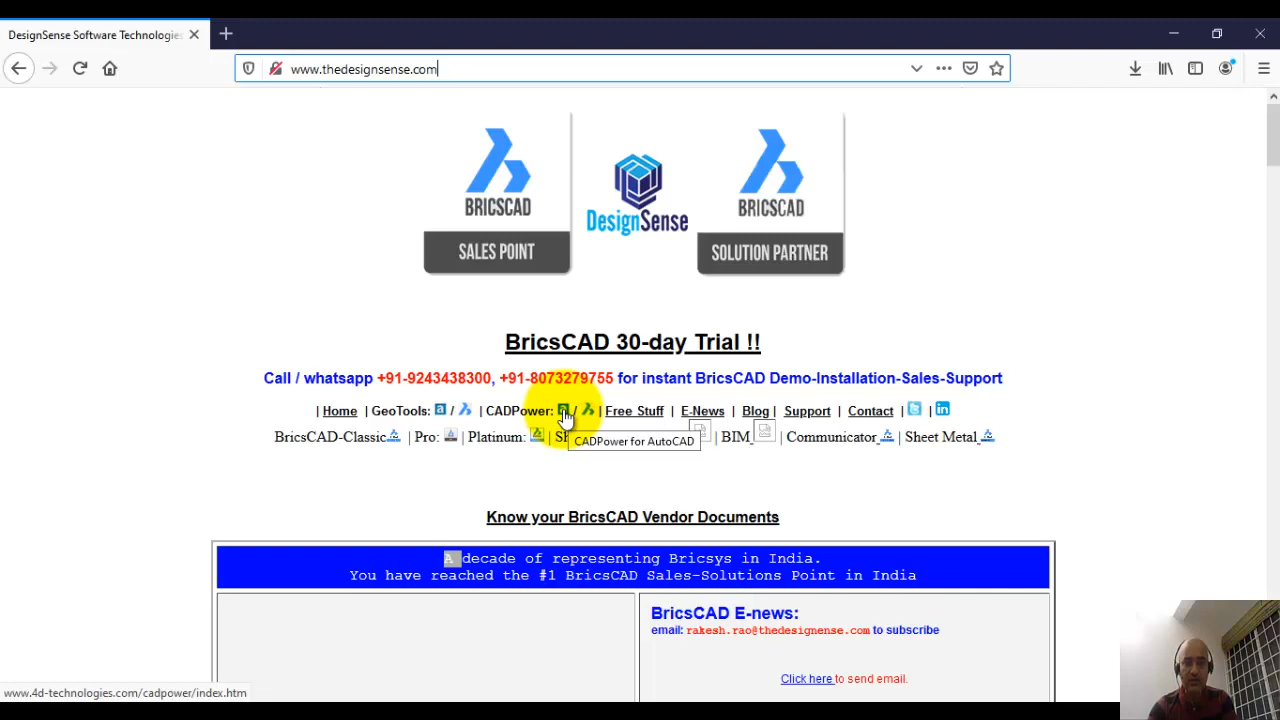 DesignSense Software Technologies
www.thedesignsense.com
BRICSCAD
SALES POINT
DesignSense
BRICSCAD
SOLUTION PARTNER
BricsCAD 30-day Trial !!
Call / whatsapp +91-9243438300, +91-8073279755 for instant BricsCAD Demo-Installation-Sales-Support
| Home | GeoTools: a / | CADPower: a / | Free Stuff | E-News | Blog | Support | Contact | in
BricsCAD-Classic | Pro: | Platinum: | BIM | Communicator | Sheet Metal
CADPower for AutoCAD
Know your BricsCAD Vendor Documents
A decade of representing Bricsys in India.
You have reached the #1 BricsCAD Sales-Solutions Point in India
BricsCAD E-news:
email: rakesh.rao@thedesignense.com to subscribe
Click here to send email.
www.4d-technologies.com/cadpower/index.htm